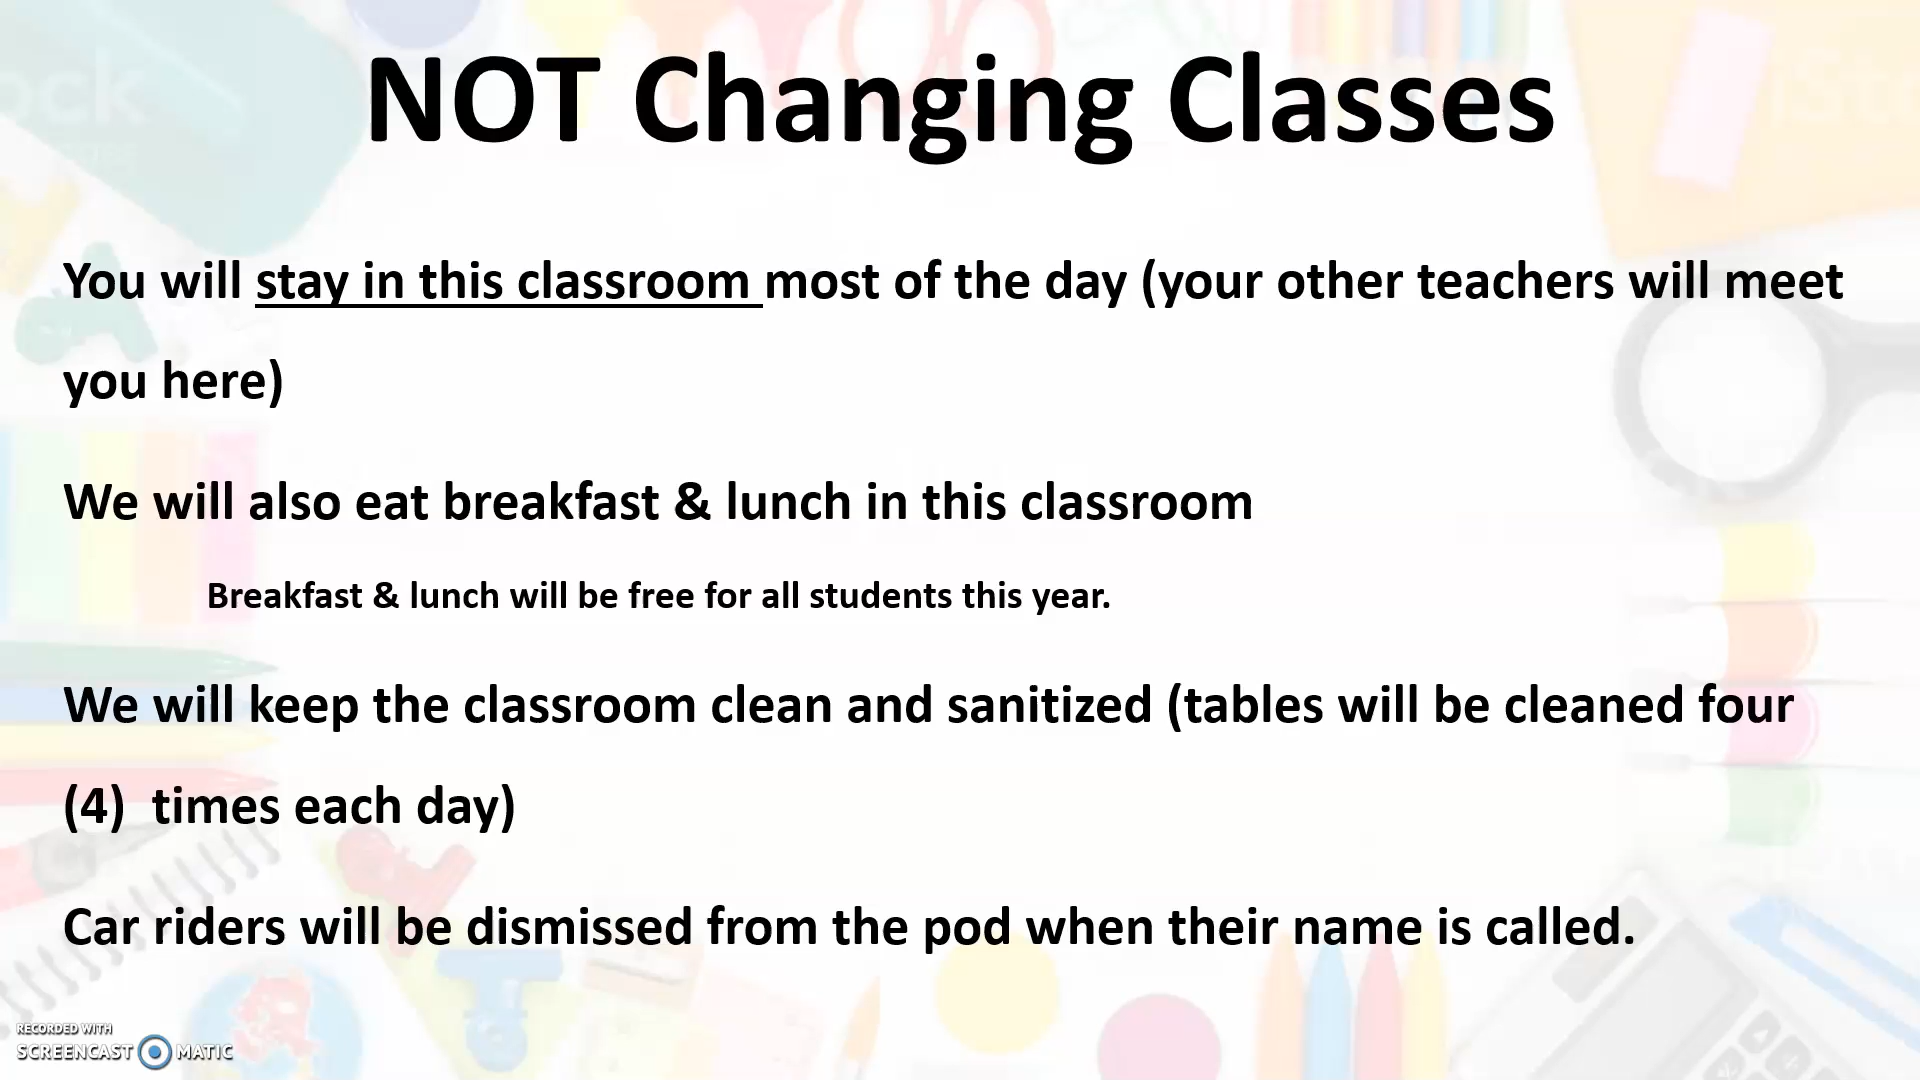 NOT Changing Classes
You will stay in this classroom most of the day (your other teachers will meet
you here)
We will also eat breakfast & lunch in this classroom
Breakfast & lunch will be free for all students this year.
We will keep the classroom clean and sanitized (tables will be cleaned four
(4)  times each day)
Car riders will be dismissed from the pod when their name is called.
RECORDED WITH
SCREENCAST MATIC